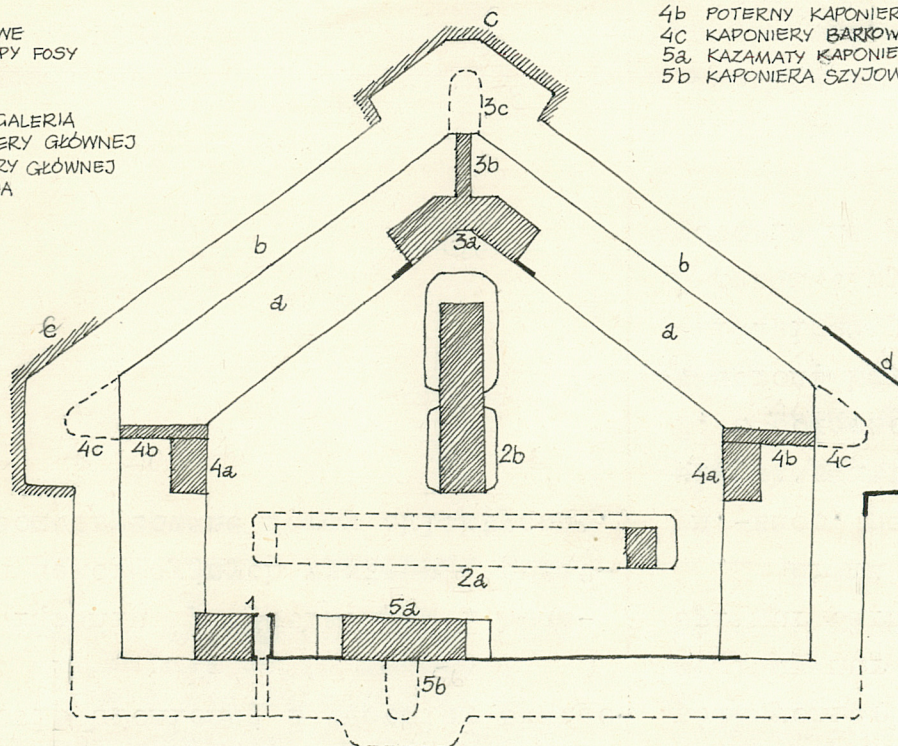 WE
PY FOSY
GALERIA
ERY GŁÓWNEJ
RY GŁÓWNEJ
A
4b POTERNY KAPONIER
4c KAPONIERY BARKOW
5a KAZAMATY KAPONIE
5b KAPONIERA SZYJOW
c
3c
3b
3a
b
b
a
a
c
d
4c
4b
4a
2b
4a
4b
4c
2a
1
5a
5b